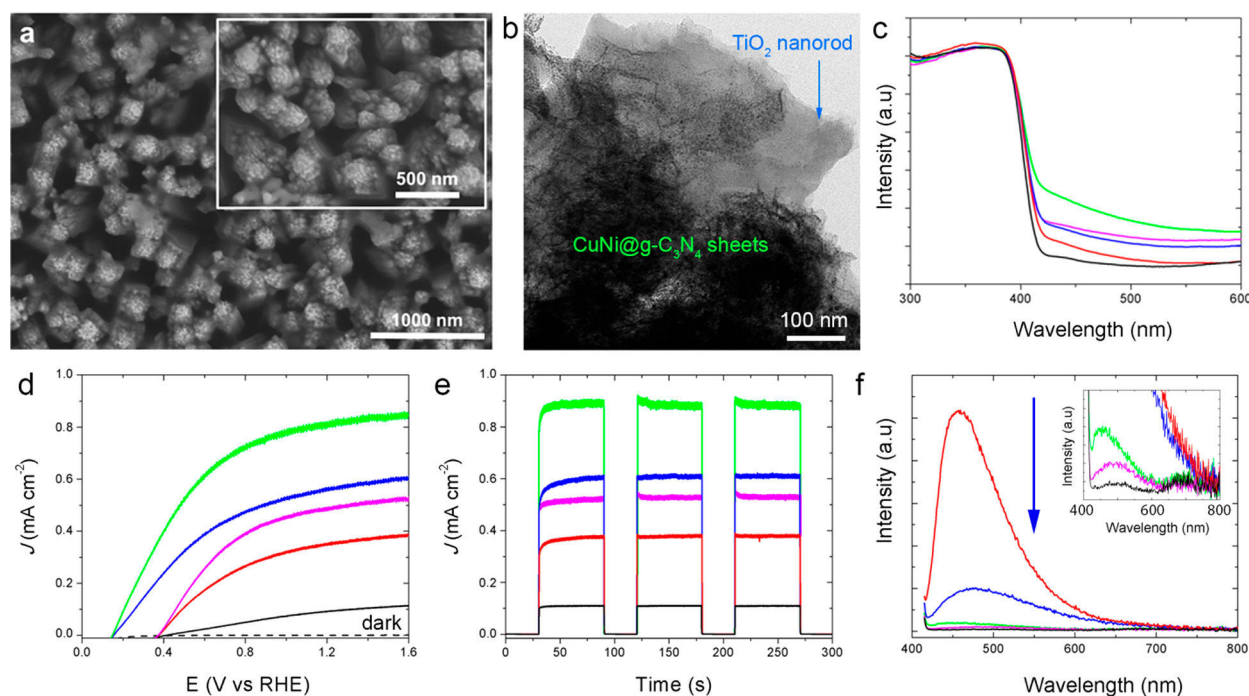 a
500 nm
1000 nm
b
TiO₂ nanorod
CuNi@g-C₃N₄ sheets
100 nm
c
Intensity (a.u)
300 400 500 600
Wavelength (nm)
d
J (mA cm⁻²)
1.0
0.8
0.6
0.4
0.2
0.0
dark
0.0 0.4 0.8 1.2 1.6
E (V vs RHE)
e
J (mA cm⁻²)
1.0
0.8
0.6
0.4
0.2
0.0
0 50 100 150 200 250 300
Time (s)
f
Intensity (a.u)
Intensity (a.u)
400 600 800
Wavelength (nm)
400 500 600 700 800
Wavelength (nm)